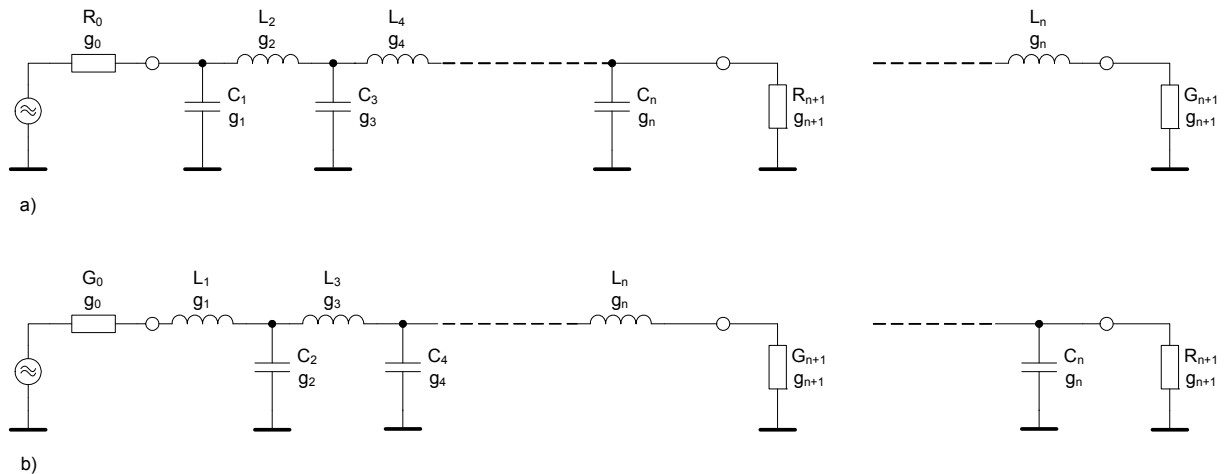 R₀ L₂ L₄ Lₙ
g₀ g₂ g₄ gₙ
C₁ C₃ Cₙ Rₙ₊₁ Gₙ₊₁
g₁ g₃ gₙ gₙ₊₁ gₙ₊₁
a)
G₀ L₁ L₃ Lₙ
g₀ g₁ g₃ gₙ
C₂ C₄ Gₙ₊₁ Cₙ Rₙ₊₁
g₂ g₄ gₙ₊₁ gₙ gₙ₊₁
b)